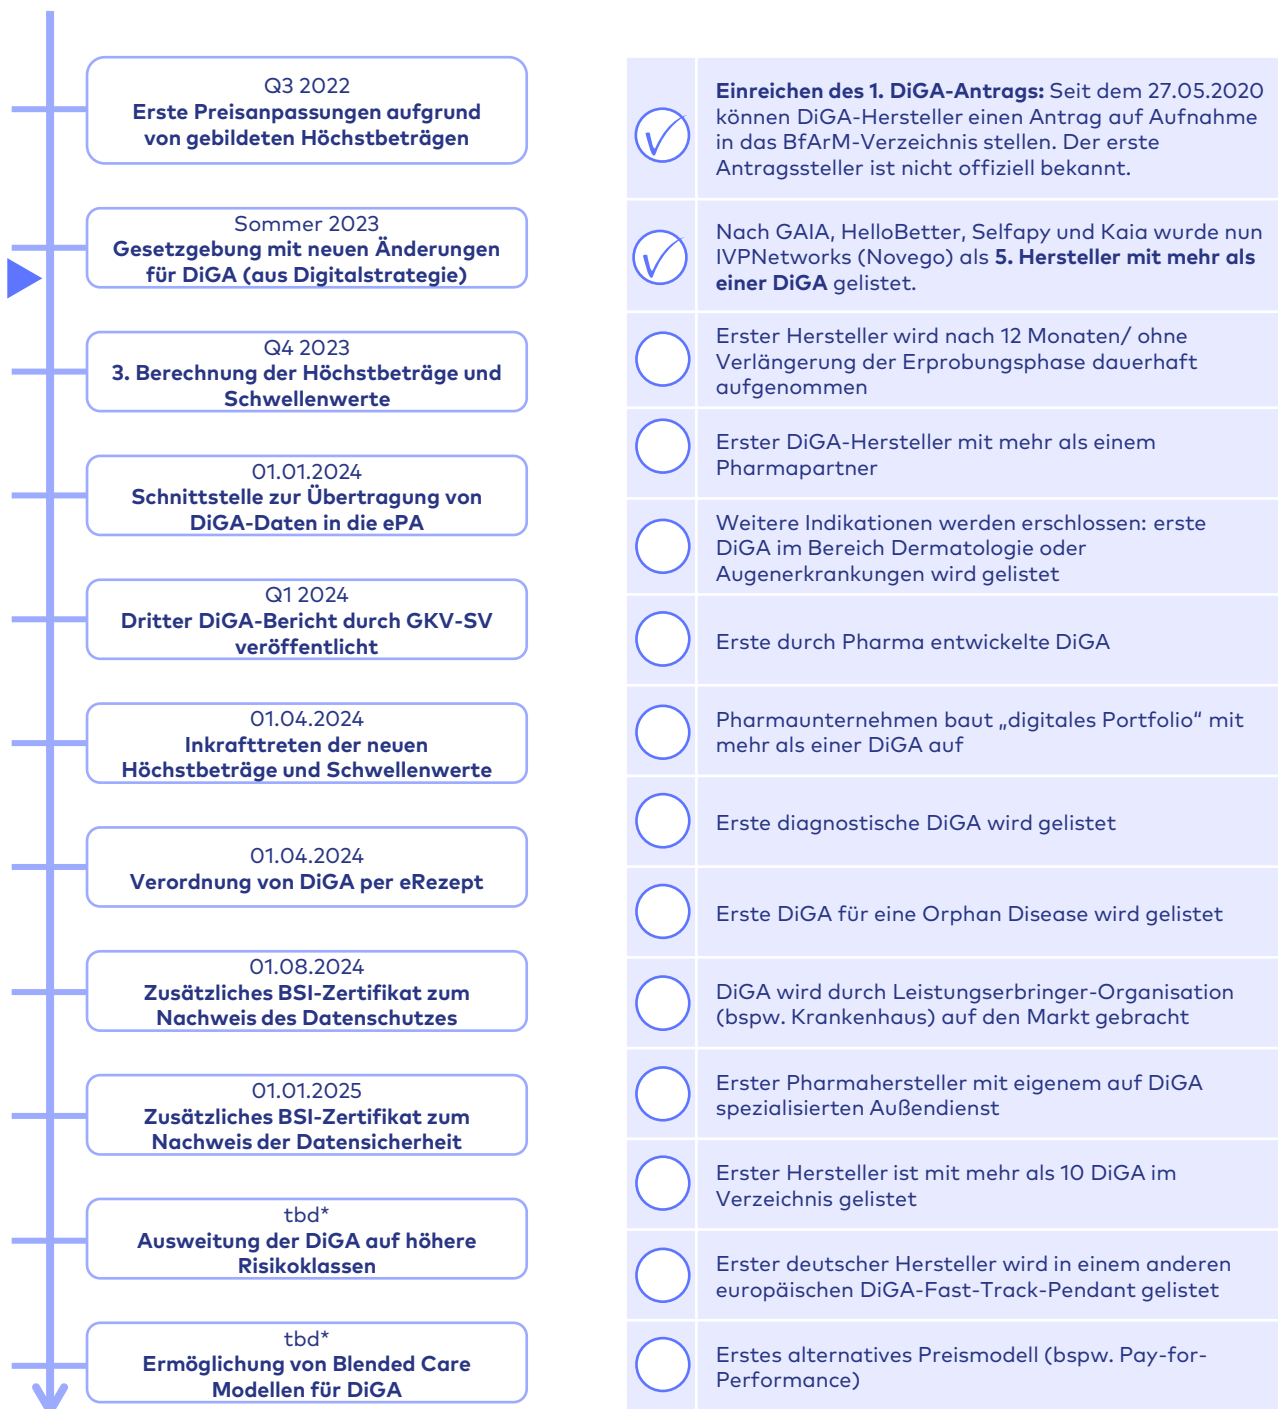 Q3 2022
Erste Preisanpassungen aufgrund
von gebildeten Höchstbeträgen
Sommer 2023
Gesetzgebung mit neuen Änderungen
für DiGA (aus Digitalstrategie)
Q4 2023
3. Berechnung der Höchstbeträge und
Schwellenwerte
01.01.2024
Schnittstelle zur Übertragung von
DiGA-Daten in die ePA
Q1 2024
Dritter DiGA-Bericht durch GKV-SV
veröffentlicht
01.04.2024
Inkrafttreten der neuen
Höchstbeträge und Schwellenwerte
01.04.2024
Verordnung von DiGA per eRezept
01.08.2024
Zusätzliches BSI-Zertifikat zum
Nachweis des Datenschutzes
01.01.2025
Zusätzliches BSI-Zertifikat zum
Nachweis der Datensicherheit
tbd*
Ausweitung der DiGA auf höhere
Risikoklassen
tbd*
Ermöglichung von Blended Care
Modellen für DiGA
Einreichen des 1. DiGA-Antrags: Seit dem 27.05.2020
können DiGA-Hersteller einen Antrag auf Aufnahme
in das BfArM-Verzeichnis stellen. Der erste
Antragssteller ist nicht offiziell bekannt.
Nach GAIA, HelloBetter, Selfapy und Kaia wurde nun
IVPNetworks (Novego) als 5. Hersteller mit mehr als
einer DiGA gelistet.
Erster Hersteller wird nach 12 Monaten/ ohne
Verlängerung der Erprobungsphase dauerhaft
aufgenommen
Erster DiGA-Hersteller mit mehr als einem
Pharmapartner
Weitere Indikationen werden erschlossen: erste
DiGA im Bereich Dermatologie oder
Augenerkrankungen wird gelistet
Erste durch Pharma entwickelte DiGA
Pharmaunternehmen baut „digitales Portfolio“ mit
mehr als einer DiGA auf
Erste diagnostische DiGA wird gelistet
Erste DiGA für eine Orphan Disease wird gelistet
DiGA wird durch Leistungserbringer-Organisation
(bspw. Krankenhaus) auf den Markt gebracht
Erster Pharmahersteller mit eigenem auf DiGA
spezialisierten Außendienst
Erster Hersteller ist mit mehr als 10 DiGA im
Verzeichnis gelistet
Erster deutscher Hersteller wird in einem anderen
europäischen DiGA-Fast-Track-Pendant gelistet
Erstes alternatives Preismodell (bspw. Pay-for-
Performance)